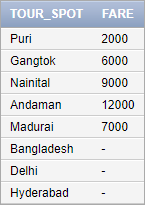 TOUR_SPOT FARE
Puri 2000
Gangtok 6000
Nainital 9000
Andaman 12000
Madurai 7000
Bangladesh -
Delhi -
Hyderabad -